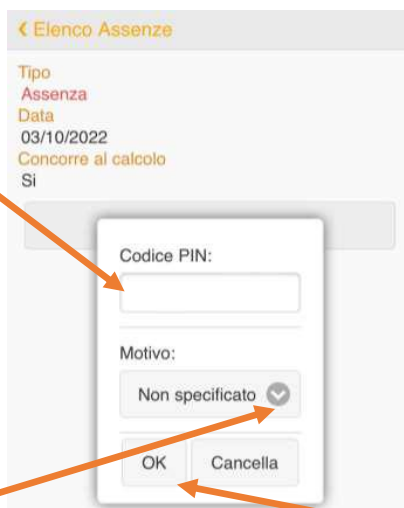 Elenco Assenze
Tipo
Assenza
Data
03/10/2022
Concorre al calcolo
Si
Codice PIN:
Motivo:
Non specificato
OK Cancella